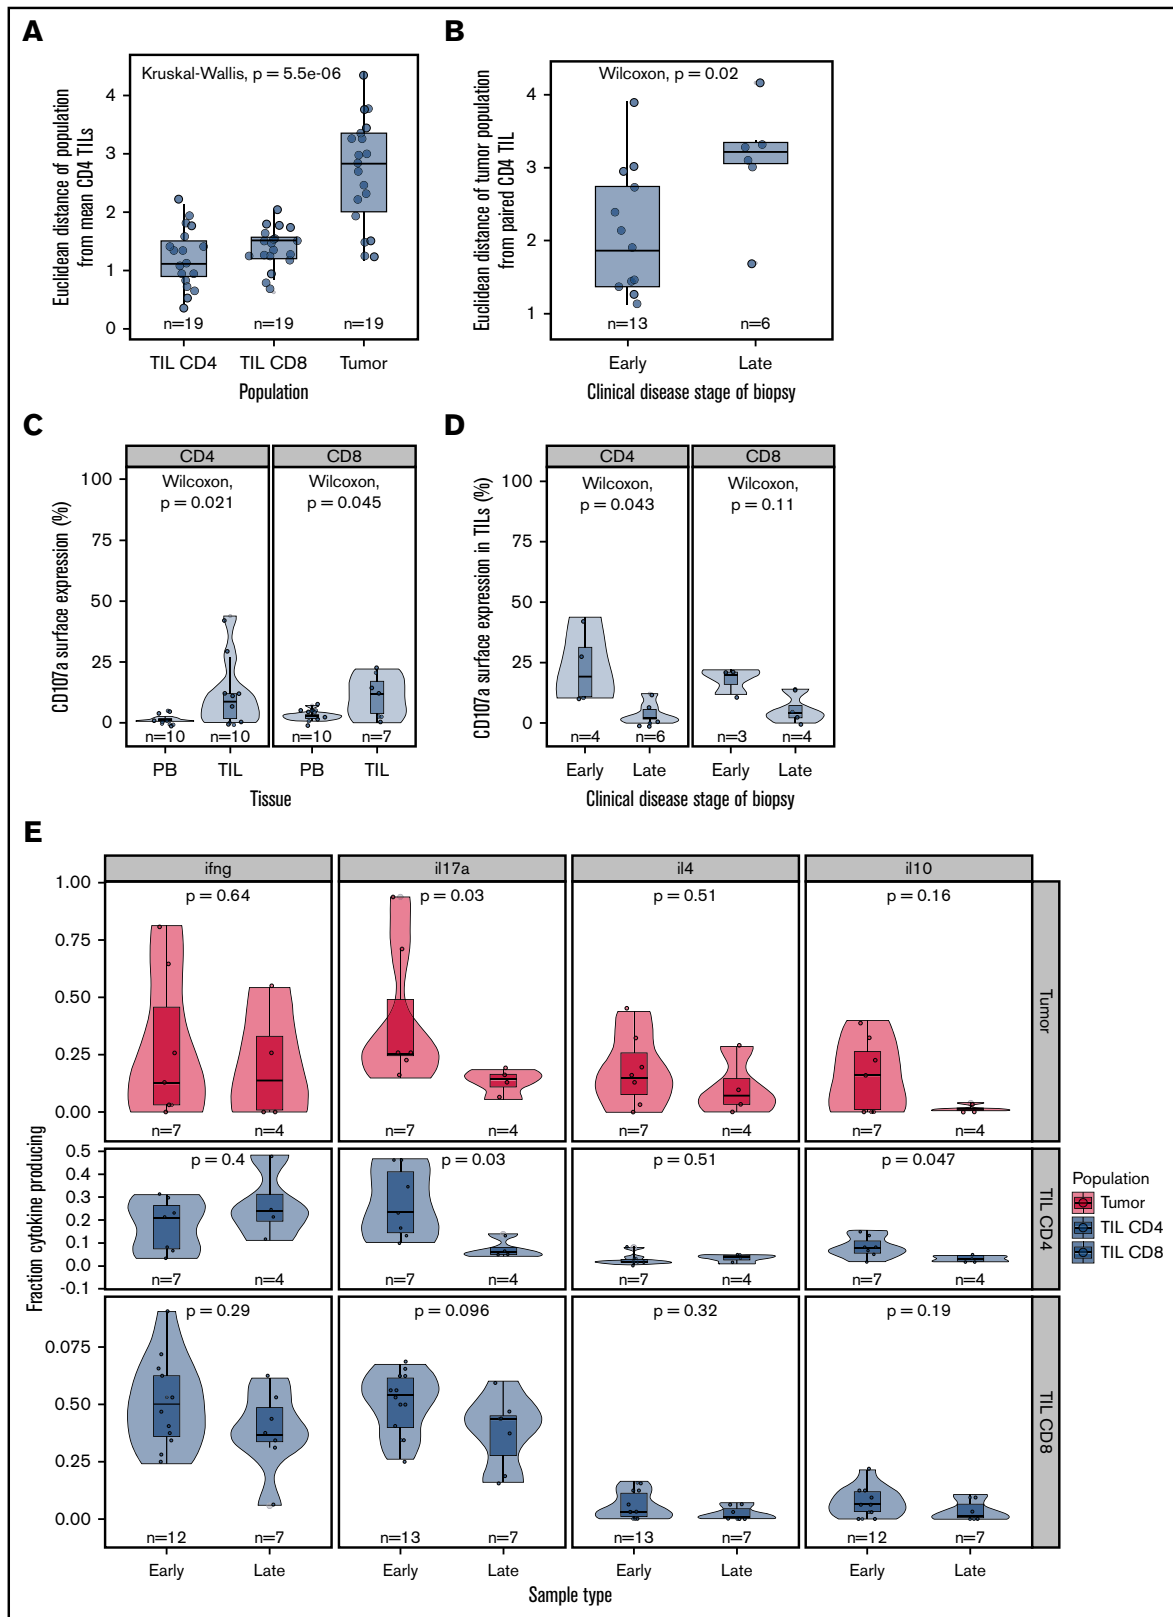 A
Kruskal-Wallis, p = 5.5e-06
Euclidean distance of population
from mean CD4 TILs
4
3
2
1
0
n=19
n=19
n=19
TIL CD4
TIL CD8
Tumor
Population
B
Wilcoxon, p = 0.02
Euclidean distance of tumor population
from paired CD4 TIL
4
3
2
1
n=13
n=6
Early
Late
Clinical disease stage of biopsy
C
CD4
CD8
Wilcoxon,
p = 0.021
Wilcoxon,
p = 0.045
CD107a surface expression (%)
100
75
50
25
0
n=10
n=10
n=10
n=7
PB
TIL
PB
TIL
Tissue
D
CD4
CD8
Wilcoxon,
p = 0.043
Wilcoxon,
p = 0.11
CD107a surface expression in TILs (%)
100
75
50
25
0
n=4
n=6
n=3
n=4
Early
Late
Early
Late
Clinical disease stage of biopsy
E
ifng
il17a
il4
il10
Fraction cytokine producing
1.00
0.75
0.50
0.25
0.00
p = 0.64
p = 0.03
p = 0.51
p = 0.16
n=7
n=4
n=7
n=4
n=7
n=4
n=7
n=4
Tumor
0.5
0.4
0.3
0.2
0.1
0.0
-0.1
p = 0.4
p = 0.03
p = 0.51
p = 0.047
n=7
n=4
n=7
n=4
n=7
n=4
n=7
n=4
TIL CD4
0.075
0.50
0.25
0.00
p = 0.29
p = 0.096
p = 0.32
p = 0.19
n=12
n=7
n=13
n=7
n=13
n=7
n=12
n=7
TIL CD8
Early
Late
Early
Late
Early
Late
Early
Late
Sample type
Population
Tumor
TIL CD4
TIL CD8